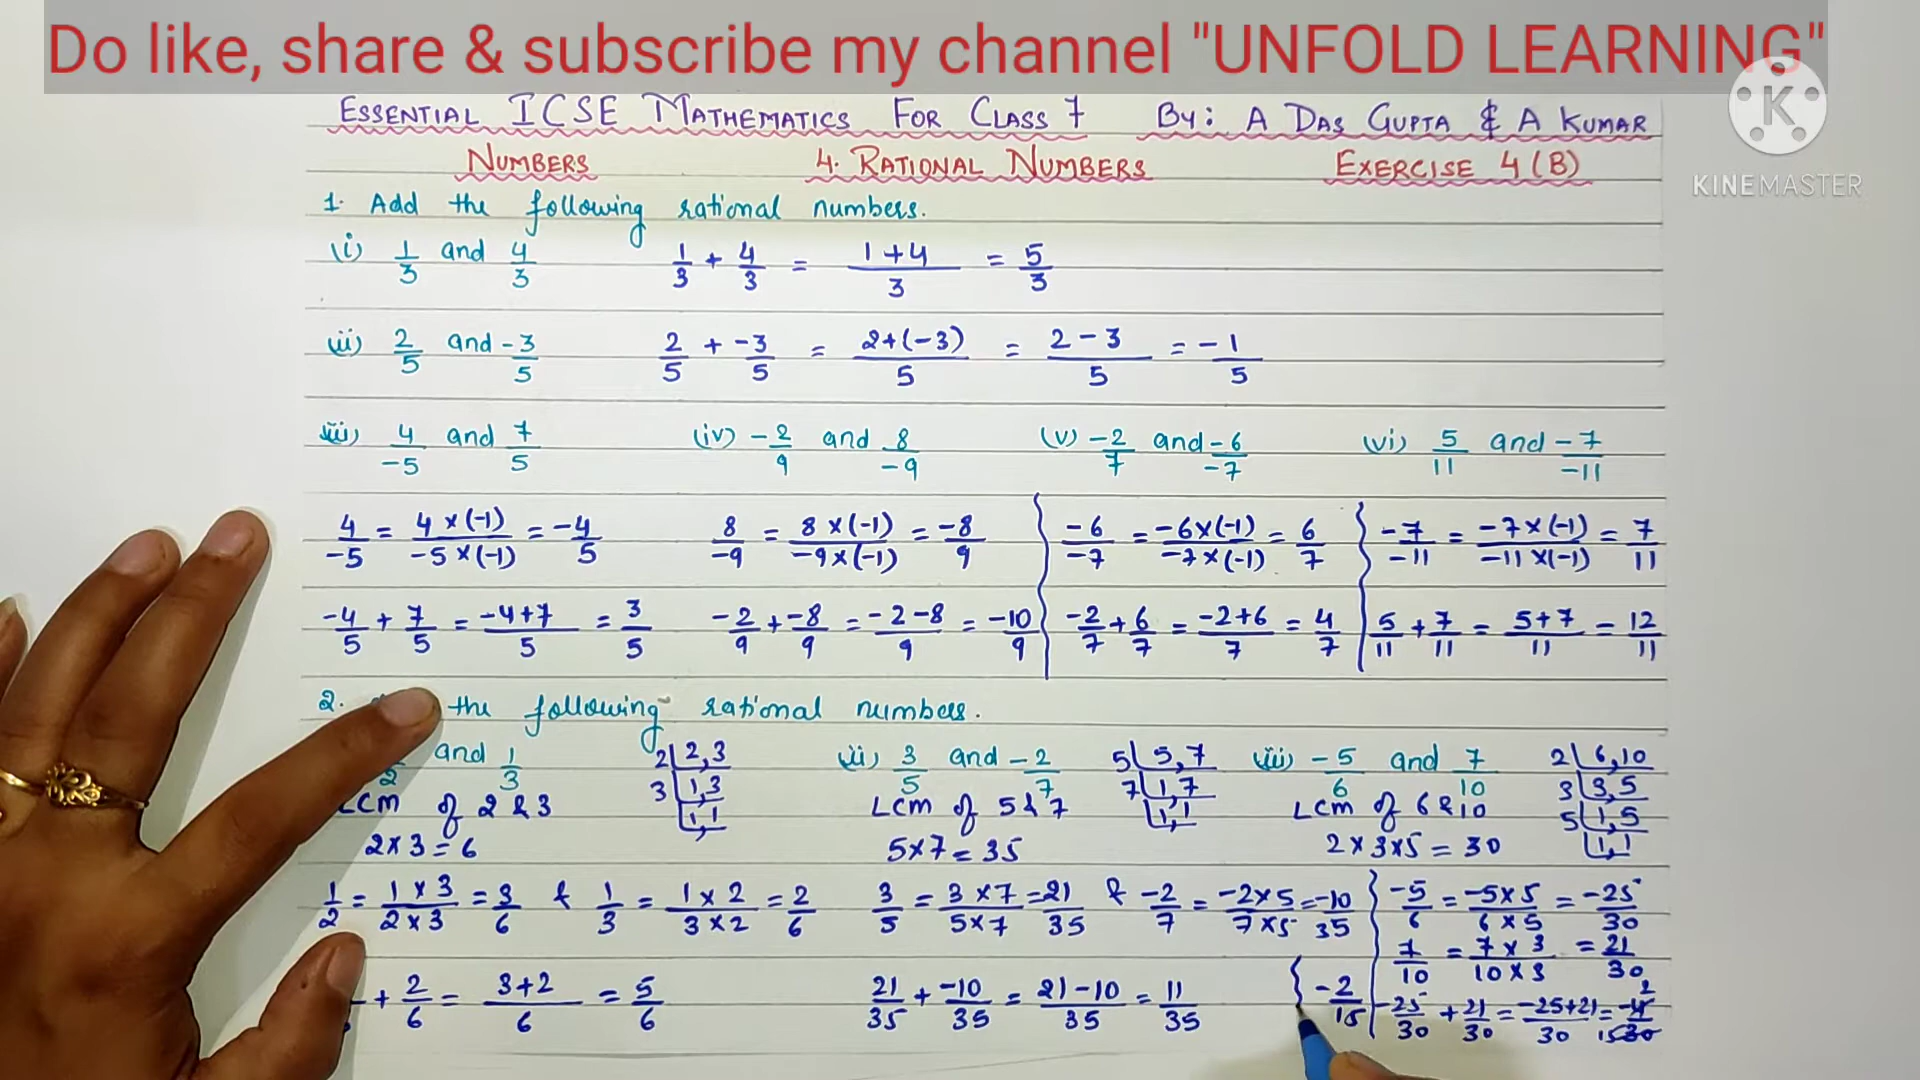 Do like, share & subscribe my channel "UNFOLD LEARNING"
K
KINEMASTER
ESSENTIAL ICSE MATHEMATICS FOR CLASS 7 By: A DAS GUPTA & A KUMAR
NUMBERS 4. RATIONAL NUMBERS EXERCISE 4(B)
1. Add the following rational numbers.
(i) 1/3 and 4/3 1/3 + 4/3 = 1+4/3 = 5/3
(ii) 2/5 and -3/5 2/5 + -3/5 = 2+(-3)/5 = 2-3/5 = -1/5
(iii) 4/-5 and 7/5 (iv) -2/9 and 8/-9 (v) -2/7 and -6/-7 (vi) 5/11 and -7/-11
4/-5 = 4×(-1)/-5×(-1) = -4/5 8/-9 = 8×(-1)/-9×(-1) = -8/9 -6/-7 = -6×(-1)/-7×(-1) = 6/7 -7/-11 = -7×(-1)/-11×(-1) = 7/11
-4/5 + 7/5 = -4+7/5 = 3/5 -2/9 + -8/9 = -2-8/9 = -10/9 -2/7 + 6/7 = -2+6/7 = 4/7 5/11 + 7/11 = 5+7/11 = 12/11
2. the following rational numbers.
2 and 1/3 2|2,3 (ii) 3/5 and -2/7 5|5,7 (iii) -5/6 and 7/10 2|6,10
3|1,3 7|1,7 3|3,5
LCM of 2 & 3 1,1 LCM of 5 & 7 1,1 LCM of 6 & 10 5|1,5
2×3=6 5×7=35 2×3×5=30 1,1
1/2 = 1×3/2×3 = 3/6 & 1/3 = 1×2/3×2 = 2/6 3/5 = 3×7/5×7 = 21/35 & -2/7 = -2×5/7×5 = -10/35 -5/6 = -5×5/6×5 = -25/30
7/10 = 7×3/10×3 = 21/30
+ 2/6 = 3+2/6 = 5/6 21/35 + -10/35 = 21-10/35 = 11/35 -2/15 -25/30 + 21/30 = -25+21/30 = -4/30 2 15